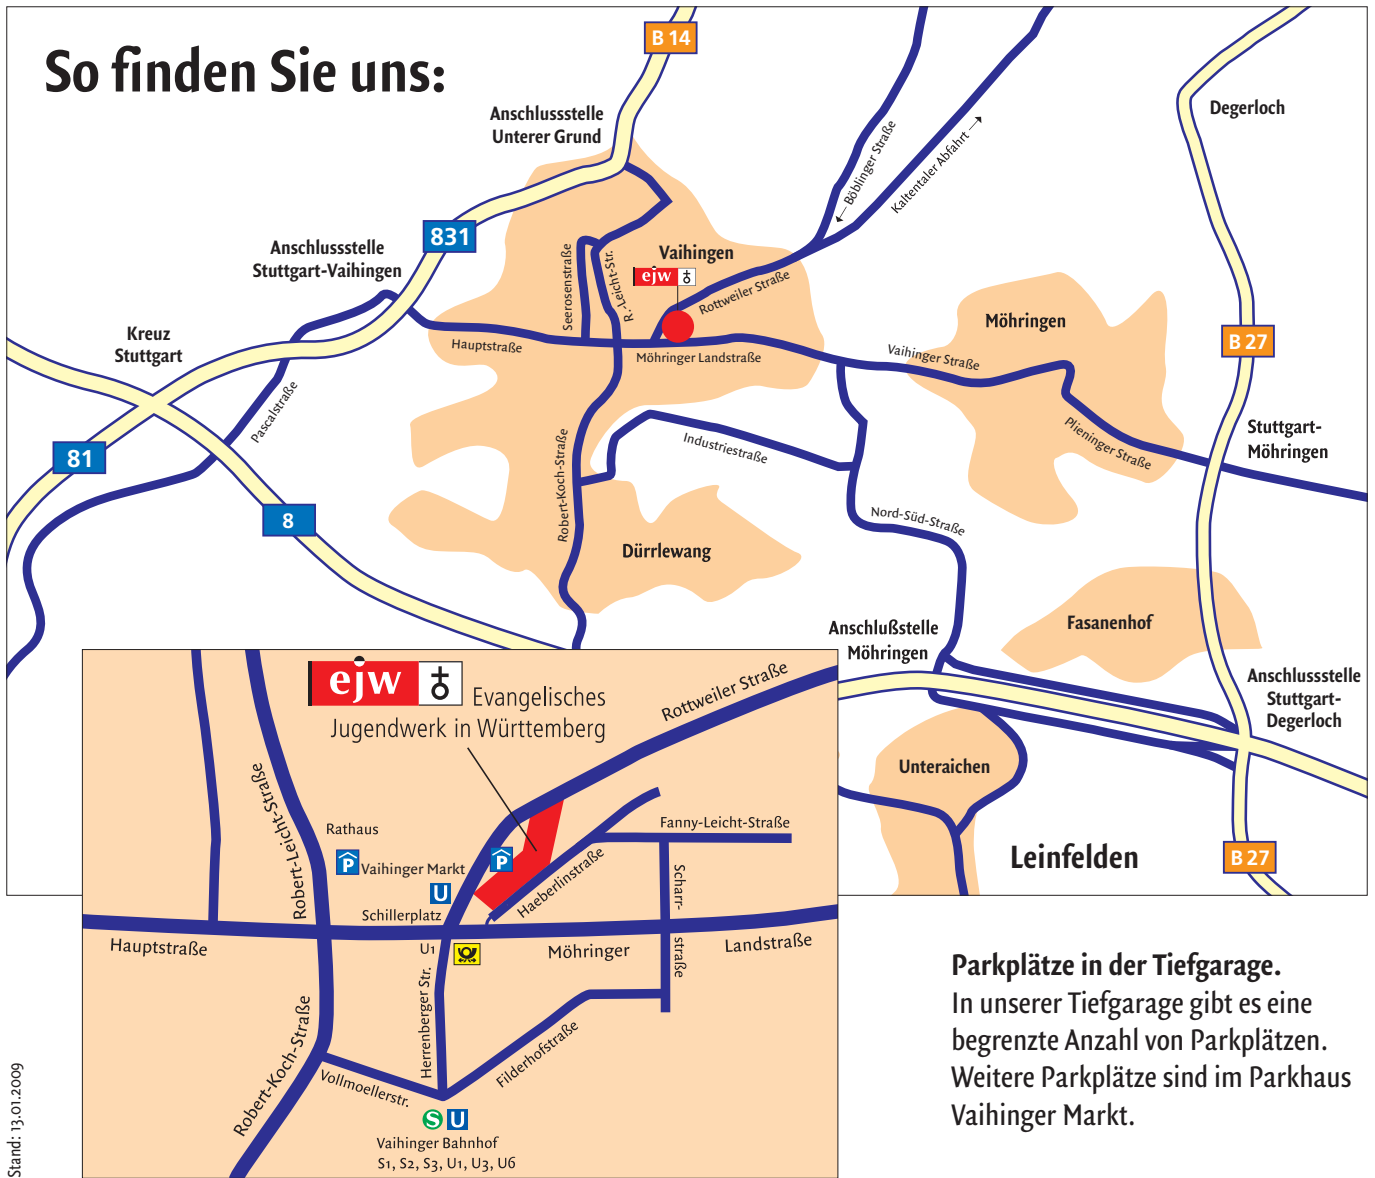 So finden Sie uns:
B 14
Anschlussstelle
Unterer Grund
Degerloch
← Böblinger Straße
Kaltentaler Abfahrt →
831
Anschlussstelle
Stuttgart-Vaihingen
Vaihingen
ejw
Seerosenstraße
R.-Leicht-Str.
Rottweiler Straße
Möhringen
Kreuz
Stuttgart
B 27
Hauptstraße
Möhringer Landstraße
Vaihinger Straße
Pascalstraße
81
Industriestraße
Plieninger Straße
Stuttgart-
Möhringen
Robert-Koch-Straße
8
Nord-Süd-Straße
Dürrlewang
Fasanenhof
Anschlußstelle
Möhringen
Anschlussstelle
Stuttgart-
Degerloch
Unteraichen
Leinfelden
B 27
ejw
Evangelisches
Jugendwerk in Württemberg
Rottweiler Straße
Robert-Leicht-Straße
Rathaus
P
Vaihinger Markt
P
Fanny-Leicht-Straße
Haeberlinstraße
Scharr-
straße
U
Schillerplatz
U1
Hauptstraße
Möhringer
Landstraße
Herrenberger Str.
Robert-Koch-Straße
Vollmoellerstr.
Filderhofstraße
S U
Vaihinger Bahnhof
S1, S2, S3, U1, U3, U6
Parkplätze in der Tiefgarage.
In unserer Tiefgarage gibt es eine
begrenzte Anzahl von Parkplätzen.
Weitere Parkplätze sind im Parkhaus
Vaihinger Markt.
Stand: 13.01.2009